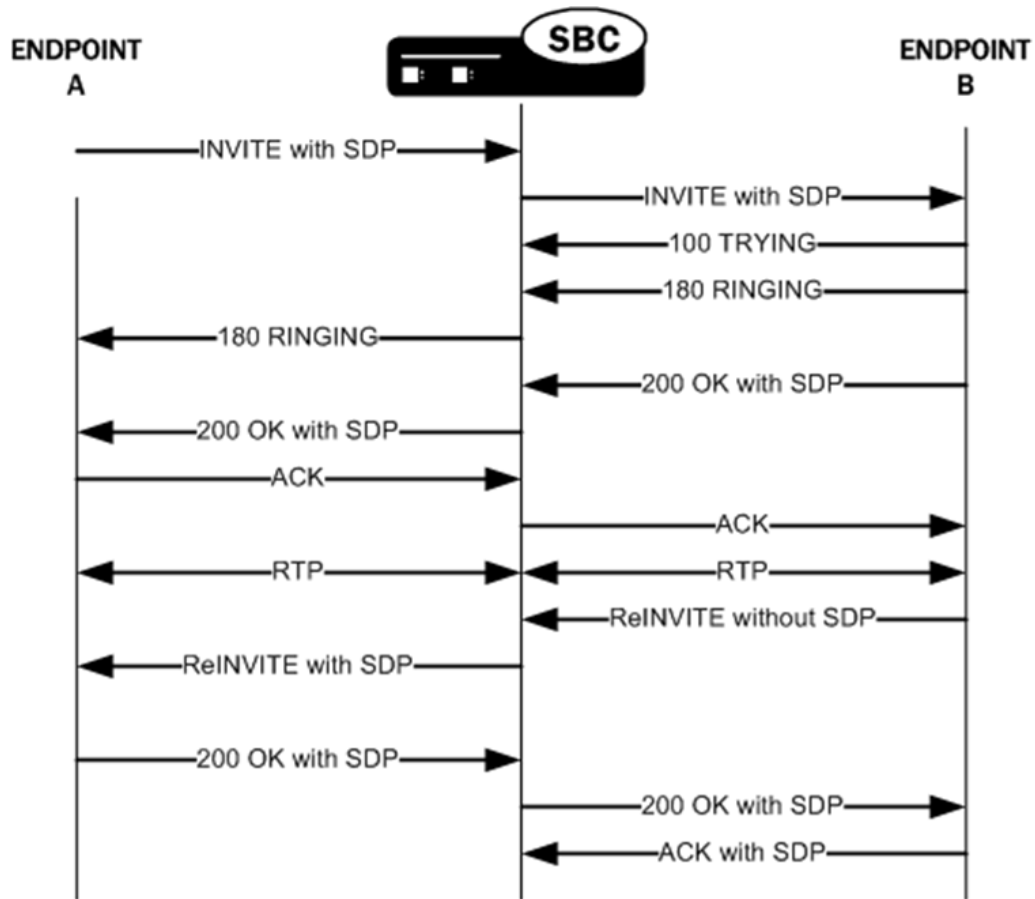 ENDPOINT
A
SBC
ENDPOINT
B
INVITE with SDP
INVITE with SDP
100 TRYING
180 RINGING
180 RINGING
200 OK with SDP
200 OK with SDP
ACK
ACK
RTP
RTP
ReINVITE without SDP
ReINVITE with SDP
200 OK with SDP
200 OK with SDP
ACK with SDP